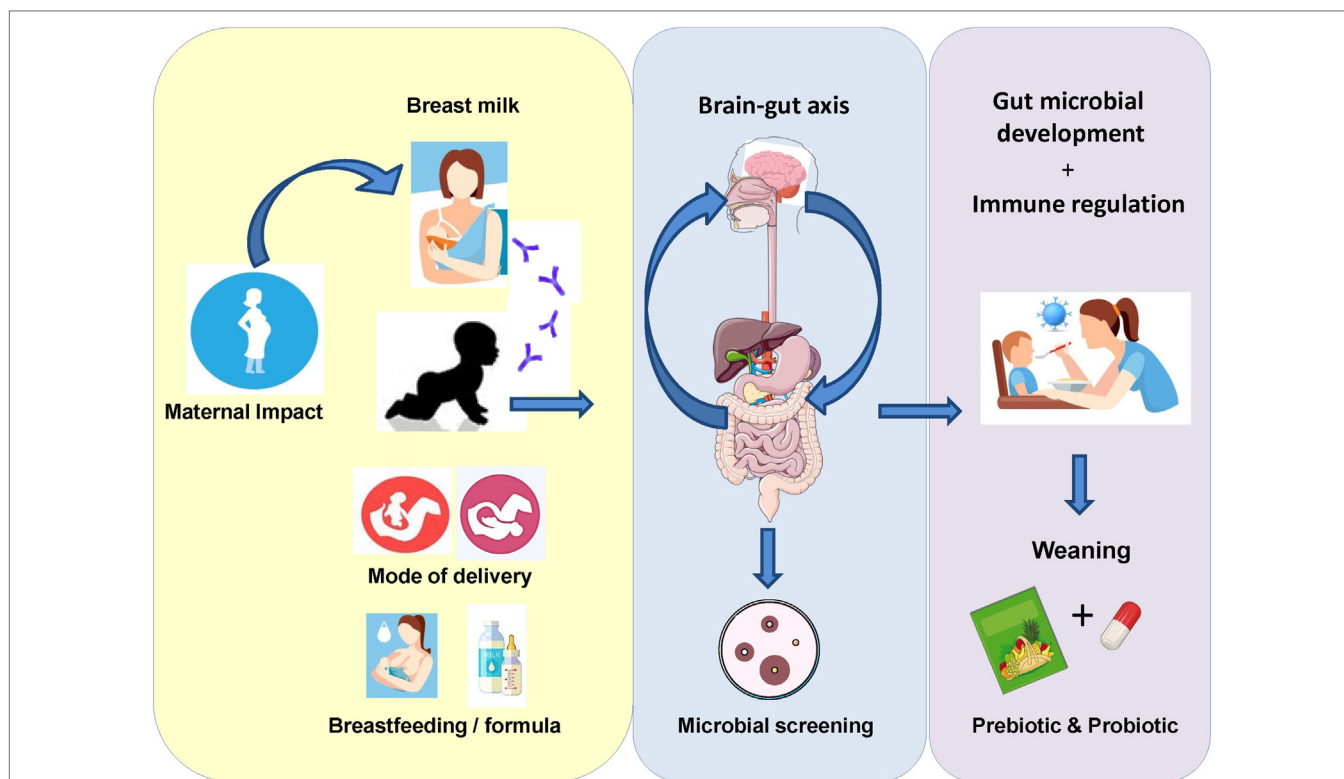 Breast milk
Maternal Impact
Mode of delivery
MILK
Breastfeeding / formula
Brain-gut axis
Microbial screening
Gut microbial
development
+
Immune regulation
Weaning
+
Prebiotic & Probiotic